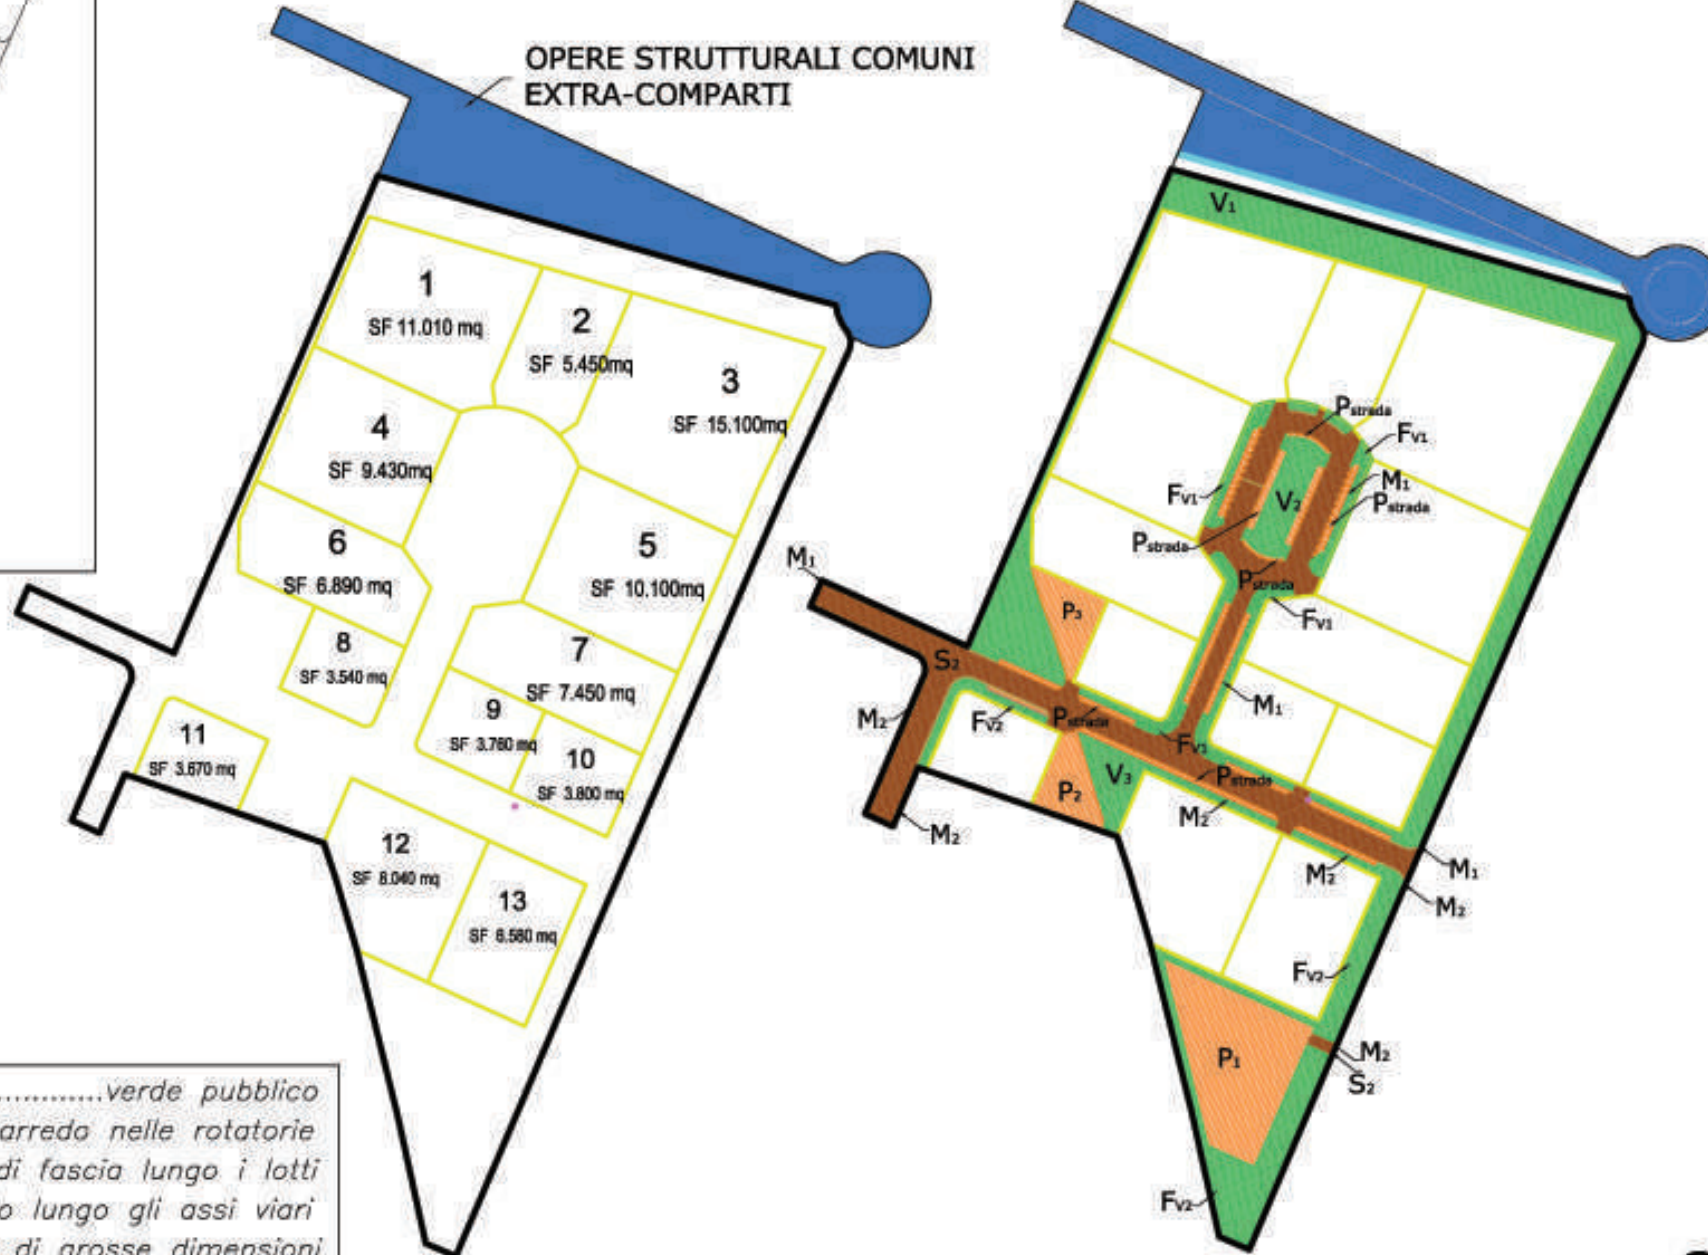 OPERE STRUTTURALI COMUNI
EXTRA-COMPARTI
1
SF 11.010 mq
2
SF 5.450mq
3
SF 15.100mq
4
SF 9.430mq
5
SF 10.100mq
6
SF 6.890 mq
7
SF 7.450 mq
8
SF 3.540 mq
9
SF 3.760 mq
10
SF 3.800 mq
11
SF 3.670 mq
12
SF 8.040 mq
13
SF 6.560 mq
V1
Pstrada
Fv1
M1
Pstrada
Fv1
V2
Pstrada
Pstrada
Fv1
M1
P3
S2
M2
Fv2
Pstrada
M1
Fv1
V3
Pstrada
P2
M2
M2
M2
M1
M2
Fv2
P1
M2
S2
Fv2
.............verde pubblico
arredo nelle rotatorie
di fascia lungo i lotti
o lungo gli assi viari
di grosse dimensioni